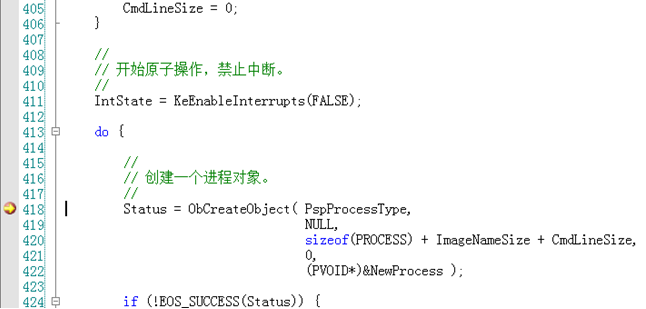 405 CmdLineSize = 0;
406 }
407
408 //
409 // 开始原子操作，禁止中断。
410 //
411 IntState = KeEnableInterrupts(FALSE);
412
413 do {
414
415 //
416 // 创建一个进程对象。
417 //
418 Status = ObCreateObject( PspProcessType,
419 NULL,
420 sizeof(PROCESS) + ImageNameSize + CmdLineSize,
421 0,
422 (PVOID*)&NewProcess );
423
424 if (!EOS_SUCCESS(Status)) {